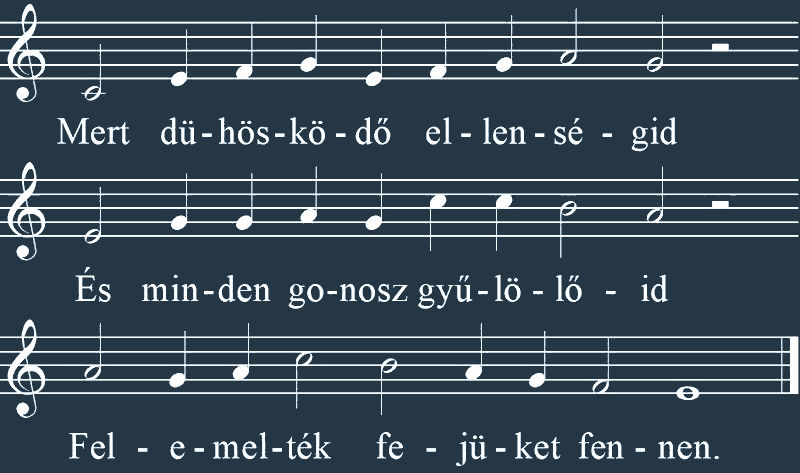 Mert dü-hös-kö-dő el-len-sé-gid
És min-den go-nosz gyű-lö-lő-id
Fel-e-mel-ték fe-jü-ket fen-nen.